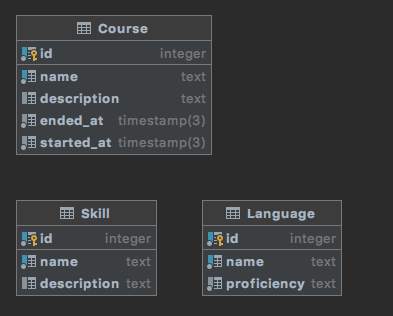 Course
id integer
name text
description text
ended_at timestamp(3)
started_at timestamp(3)
Skill
id integer
name text
description text
Language
id integer
name text
proficiency text